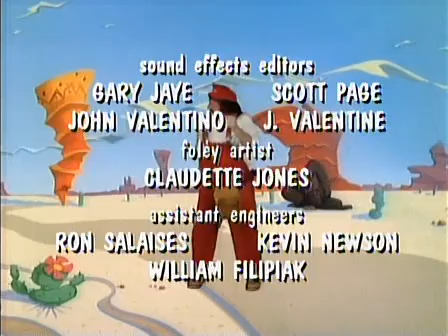 sound effects editors
GARY JAYE SCOTT PAGE
JOHN VALENTINO J. VALENTINE
foley artist
CLAUDETTE JONES
assistant engineers
RON SALAISES KEVIN NEWSON
WILLIAM FILIPIAK